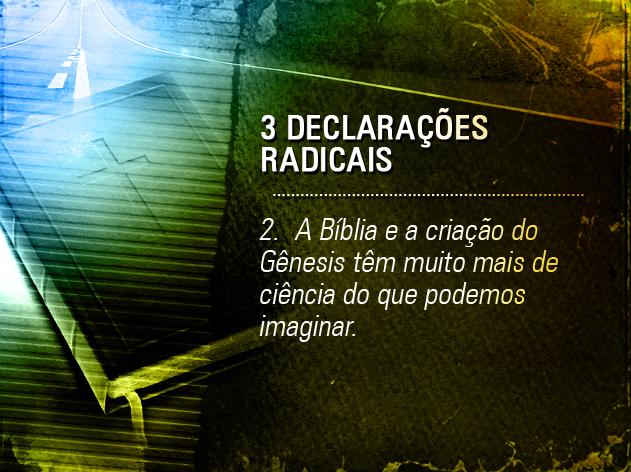 3 DECLARAÇÕES
RADICAIS
2. A Bíblia e a criação do
Gênesis têm muito mais de
ciência do que podemos
imaginar.